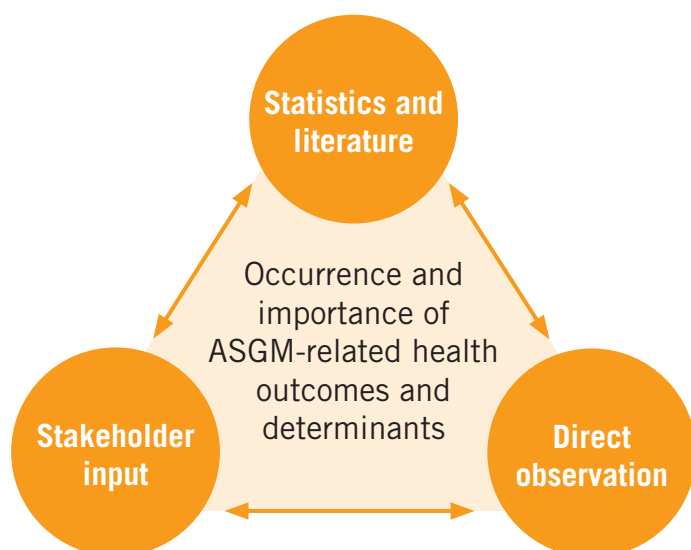 Statistics and
literature
Occurrence and
importance of
ASGM-related health
outcomes and
determinants
Stakeholder
input
Direct
observation